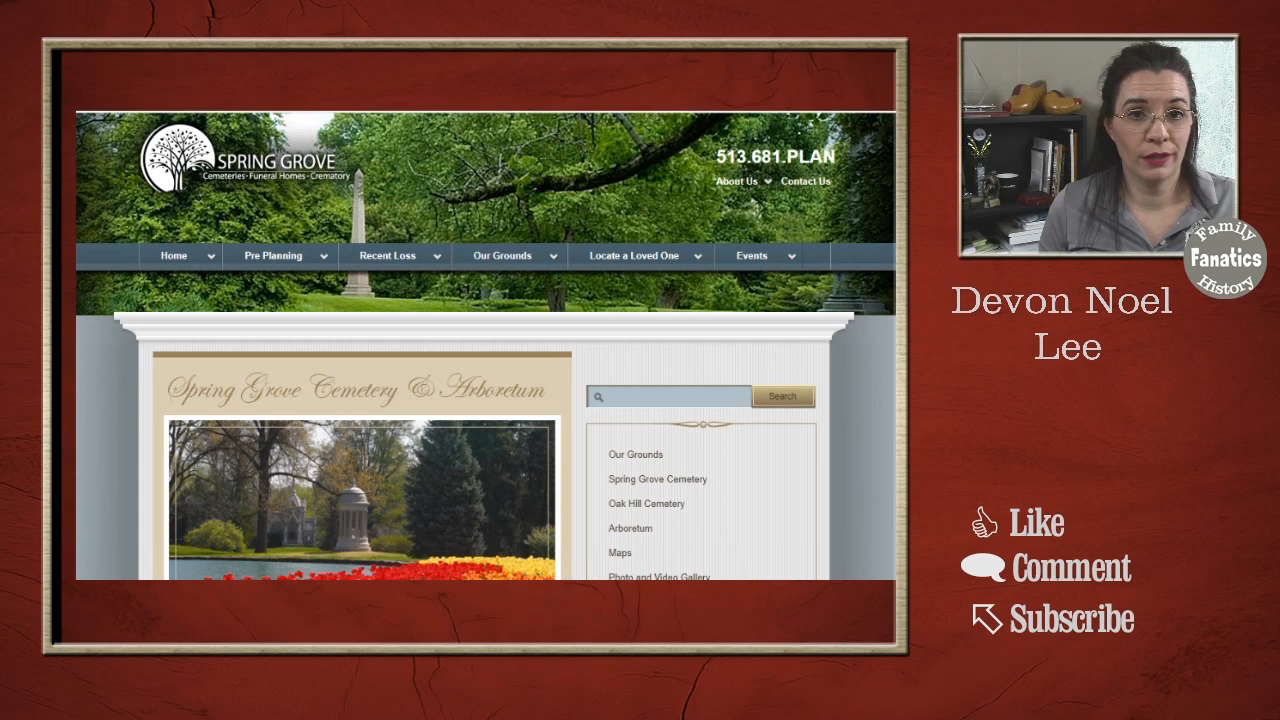 SPRING GROVE
Cemeteries · Funeral Homes · Crematory
513.681.PLAN
About Us Contact Us
Home Pre Planning Recent Loss Our Grounds Locate a Loved One Events
Spring Grove Cemetery & Arboretum
Search
Our Grounds
Spring Grove Cemetery
Oak Hill Cemetery
Arboretum
Maps
Photo and Video Gallery
Family
Fanatics
History
Devon Noel
Lee
Like
Comment
Subscribe